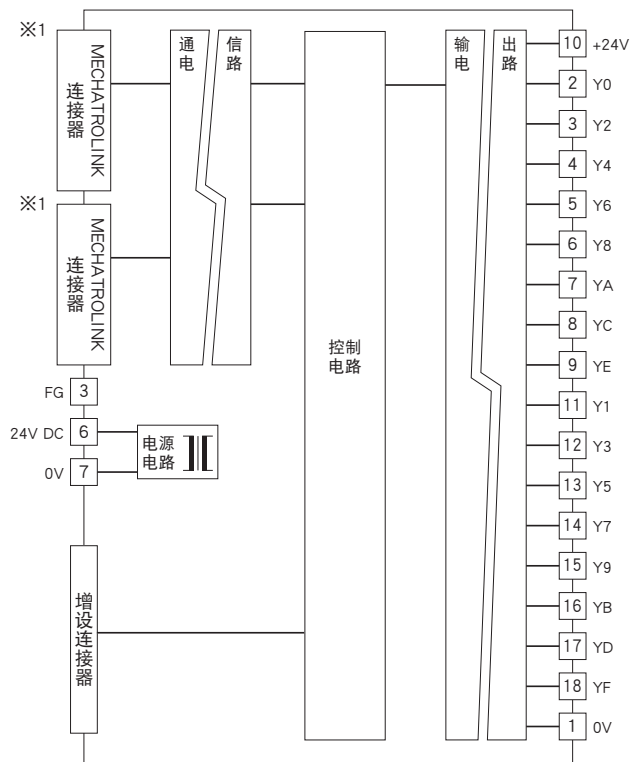 ※1
MECHATROLINK
连接器
※1
MECHATROLINK
连接器
FG 3
24V DC 6
0V 7
电源
电路
增设连接器
通信
电路
控制
电路
输出
电路
10 +24V
2 Y0
3 Y2
4 Y4
5 Y6
6 Y8
7 YA
8 YC
9 YE
11 Y1
12 Y3
13 Y5
14 Y7
15 Y9
16 YB
17 YD
18 YF
1 0V